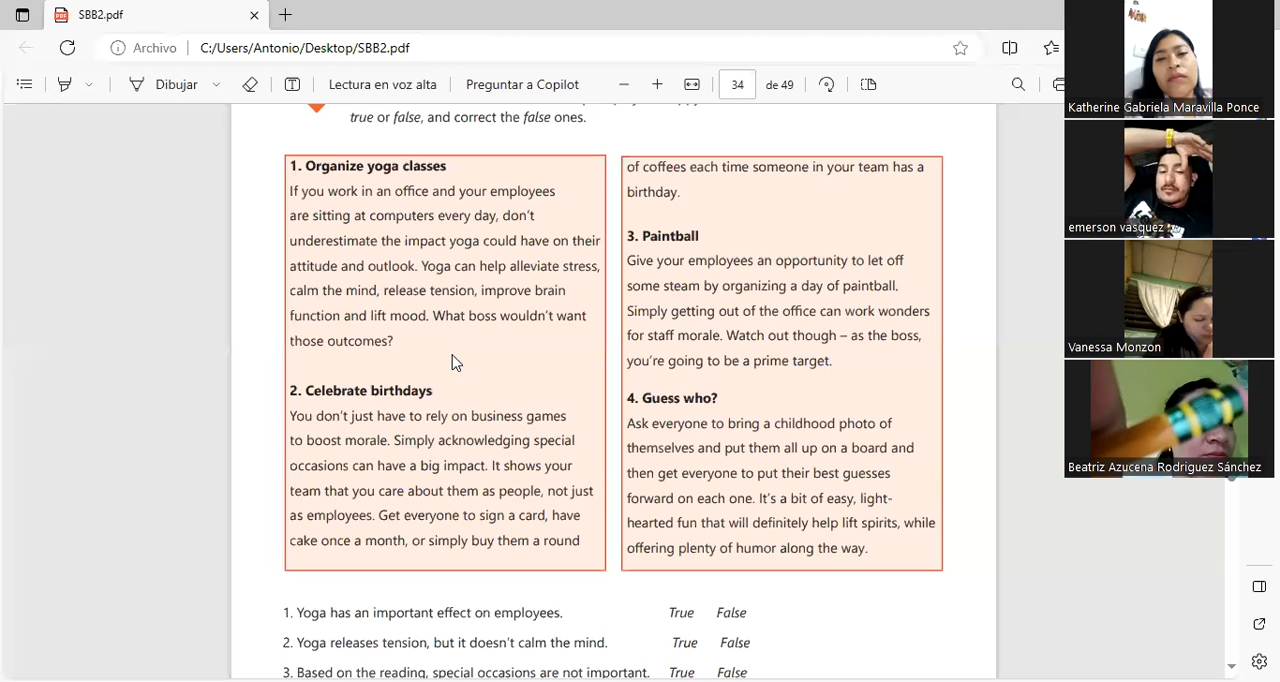 SBB2.pdf
Archivo
C:/Users/Antonio/Desktop/SBB2.pdf
Dibujar
Lectura en voz alta
Preguntar a Copilot
34
de 49
true or false, and correct the false ones.
1. Organize yoga classes
If you work in an office and your employees
are sitting at computers every day, don't
underestimate the impact yoga could have on their
attitude and outlook. Yoga can help alleviate stress,
calm the mind, release tension, improve brain
function and lift mood. What boss wouldn't want
those outcomes?
2. Celebrate birthdays
You don't just have to rely on business games
to boost morale. Simply acknowledging special
occasions can have a big impact. It shows your
team that you care about them as people, not just
as employees. Get everyone to sign a card, have
cake once a month, or simply buy them a round
of coffees each time someone in your team has a
birthday.
3. Paintball
Give your employees an opportunity to let off
some steam by organizing a day of paintball.
Simply getting out of the office can work wonders
for staff morale. Watch out though – as the boss,
you're going to be a prime target.
4. Guess who?
Ask everyone to bring a childhood photo of
themselves and put them all up on a board and
then get everyone to put their best guesses
forward on each one. It's a bit of easy, light-
hearted fun that will definitely help lift spirits, while
offering plenty of humor along the way.
1. Yoga has an important effect on employees. True False
2. Yoga releases tension, but it doesn't calm the mind. True False
3. Based on the reading, special occasions are not important. True False
Katherine Gabriela Maravilla Ponce
emerson vasquez
Vanessa Monzon
Beatriz Azucena Rodriguez Sánchez